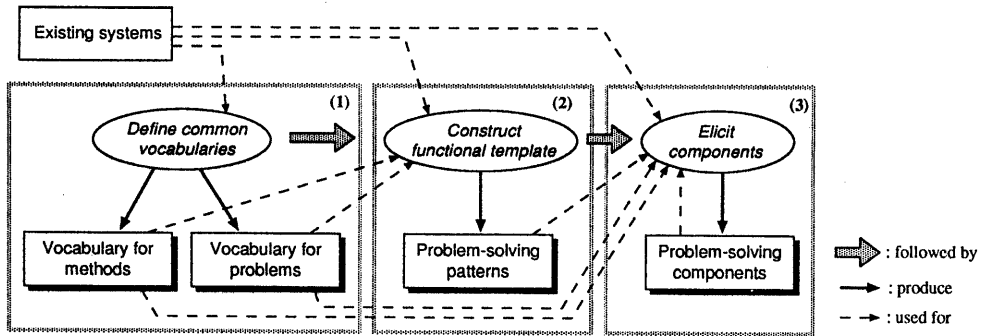 Existing systems
(1)
Define common
vocabularies
Vocabulary for
methods
Vocabulary for
problems
(2)
Construct
functional template
Problem-solving
patterns
(3)
Elicit
components
Problem-solving
components
: followed by
: produce
: used for